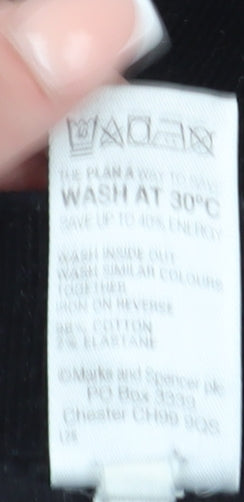 THE PLAN A WAY TO SAVE
WASH AT 30°C
SAVE UP TO 40% ENERGY
WASH INSIDE OUT
WASH SIMILAR COLOURS
TOGETHER
IRON ON REVERSE
98% COTTON
2% ELASTANE
©Marks and Spencer plc
PO Box 3339
Chester CH99 9QS
UK